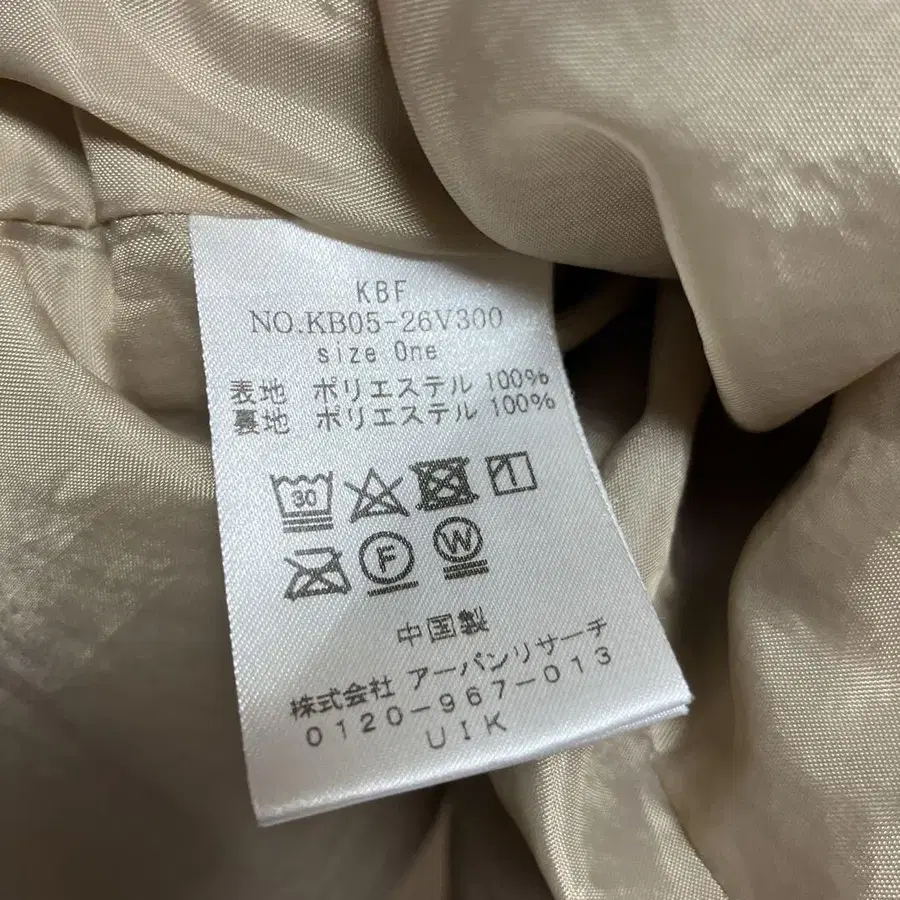 KBF
NO.KB05-26V300
size One
表地 ポリエステル 100%
裏地 ポリエステル 100%
30
F W
中国製
株式会社 アーバンリサーチ
0120-967-013
UIK